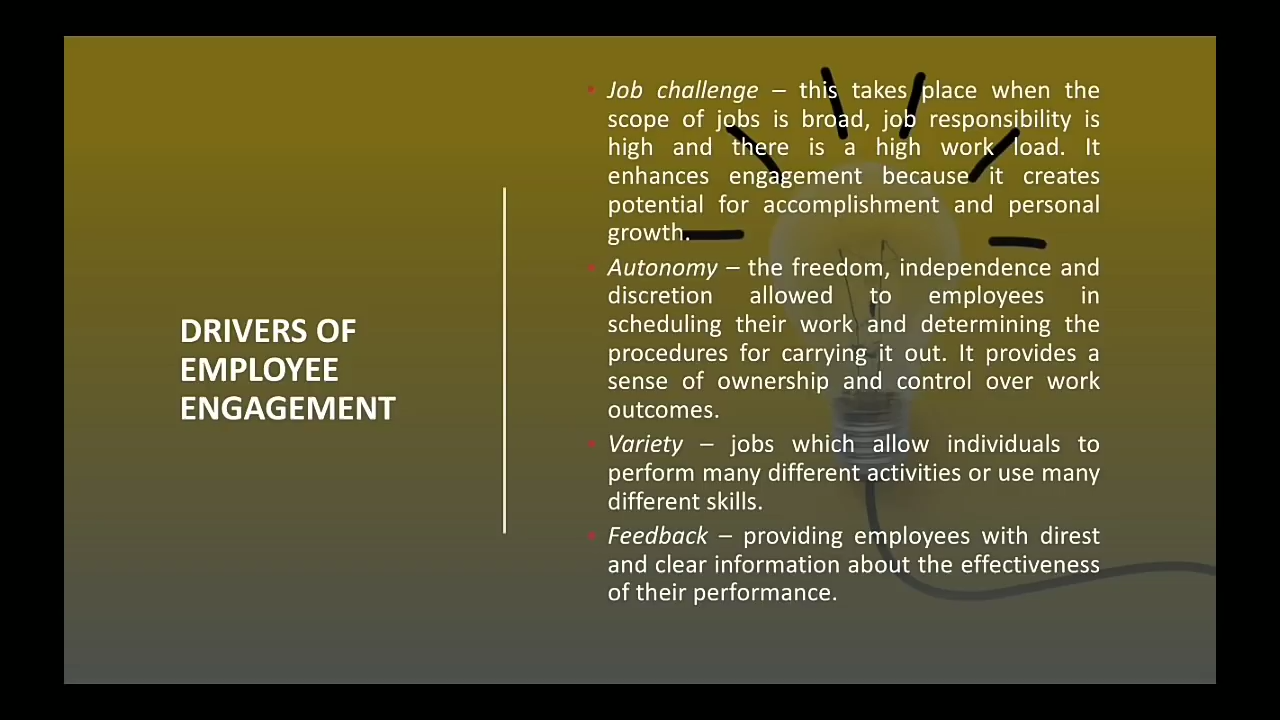 DRIVERS OF
EMPLOYEE
ENGAGEMENT
• Job challenge – this takes place when the
scope of jobs is broad, job responsibility is
high and there is a high work load. It
enhances engagement because it creates
potential for accomplishment and personal
growth.
• Autonomy – the freedom, independence and
discretion allowed to employees in
scheduling their work and determining the
procedures for carrying it out. It provides a
sense of ownership and control over work
outcomes.
• Variety – jobs which allow individuals to
perform many different activities or use many
different skills.
• Feedback – providing employees with direst
and clear information about the effectiveness
of their performance.